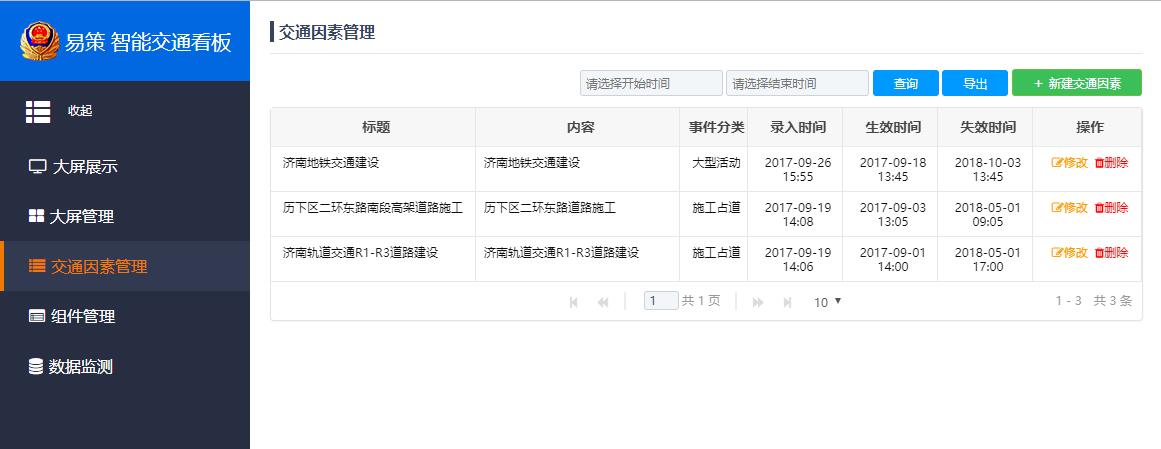 易策 智能交通看板
收起
大屏展示
大屏管理
交通因素管理
组件管理
数据监测
交通因素管理
请选择开始时间 请选择结束时间 查询 导出 + 新建交通因素
标题 内容 事件分类 录入时间 生效时间 失效时间 操作
济南地铁交通建设 济南地铁交通建设 大型活动 2017-09-26 2017-09-18 2018-10-03 修改 删除
15:55 13:45 13:45
历下区二环东路南段高架道路施工 历下区二环东路道路施工 施工占道 2017-09-19 2017-09-03 2018-05-01 修改 删除
14:08 13:05 09:05
济南轨道交通R1-R3道路建设 济南轨道交通R1-R3道路建设 施工占道 2017-09-19 2017-09-01 2018-05-01 修改 删除
14:06 14:00 17:00
1 共 1 页 10 1 - 3 共 3 条